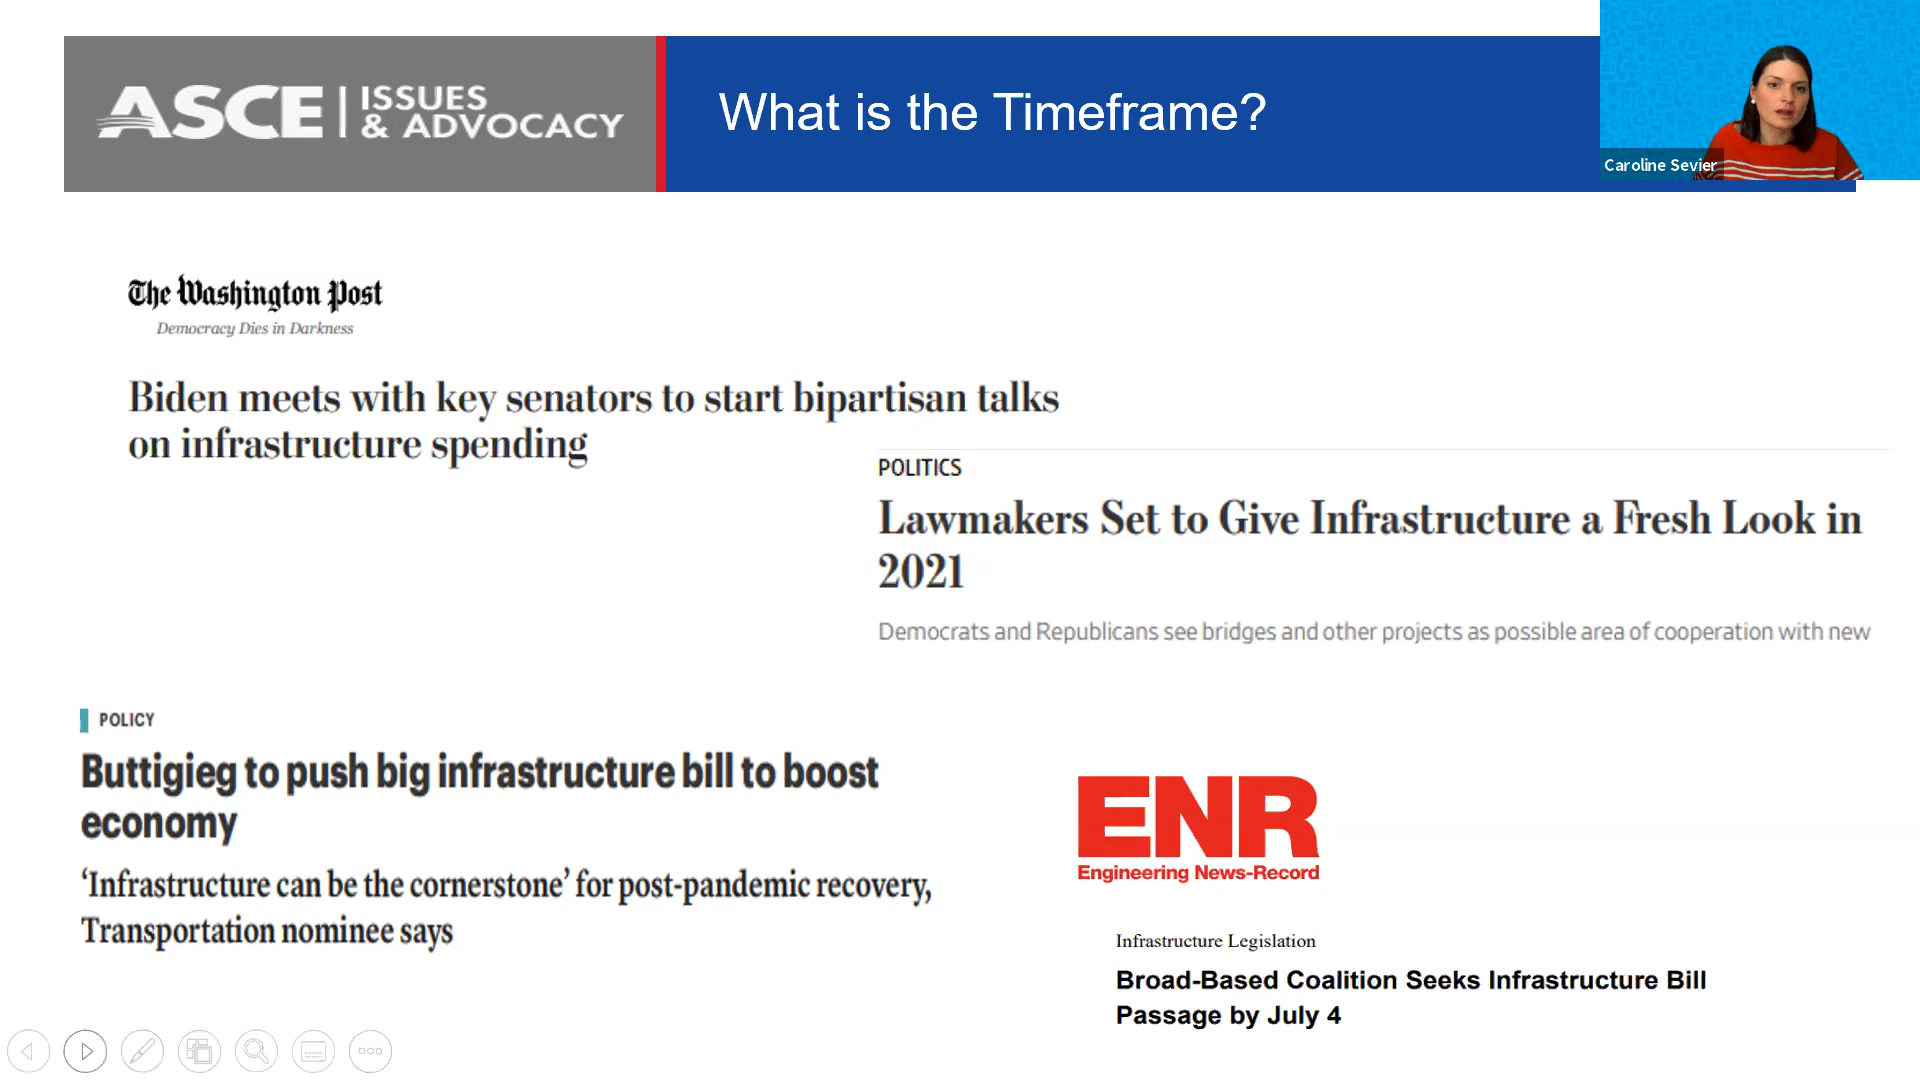 ASCE ISSUES & ADVOCACY
What is the Timeframe?
Caroline Sevier
The Washington Post
Democracy Dies in Darkness
Biden meets with key senators to start bipartisan talks
on infrastructure spending
POLITICS
Lawmakers Set to Give Infrastructure a Fresh Look in
2021
Democrats and Republicans see bridges and other projects as possible area of cooperation with new
POLICY
Buttigieg to push big infrastructure bill to boost
economy
‘Infrastructure can be the cornerstone’ for post-pandemic recovery,
Transportation nominee says
ENR
Engineering News-Record
Infrastructure Legislation
Broad-Based Coalition Seeks Infrastructure Bill
Passage by July 4